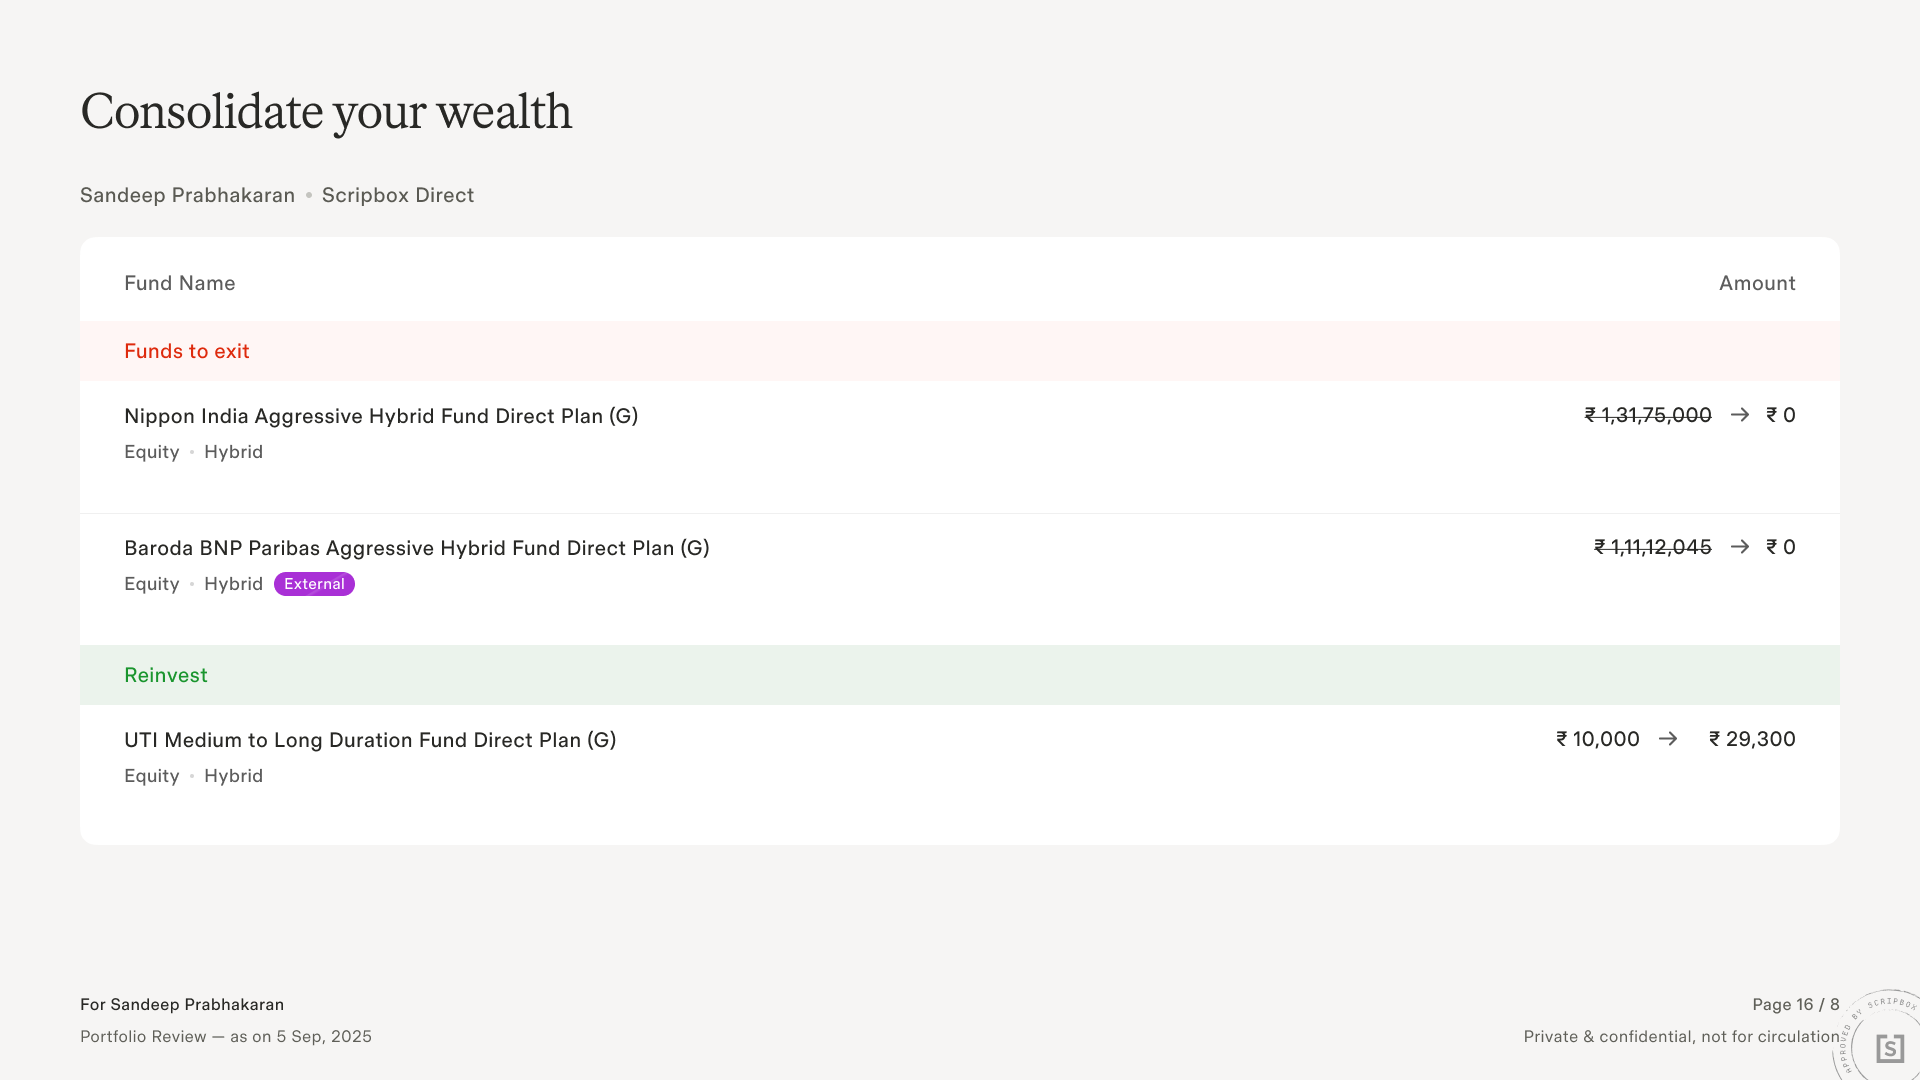 Consolidate your wealth
Sandeep Prabhakaran • Scripbox Direct
Fund Name Amount
Funds to exit
Nippon India Aggressive Hybrid Fund Direct Plan (G) ₹ 1,31,75,000 → ₹ 0
Equity • Hybrid
Baroda BNP Paribas Aggressive Hybrid Fund Direct Plan (G) ₹ 1,11,12,045 → ₹ 0
Equity • Hybrid External
Reinvest
UTI Medium to Long Duration Fund Direct Plan (G) ₹ 10,000 → ₹ 29,300
Equity • Hybrid
For Sandeep Prabhakaran Page 16 / 8
Portfolio Review — as on 5 Sep, 2025 Private & confidential, not for circulation
APPROVED BY SCRIPBOX
[S]